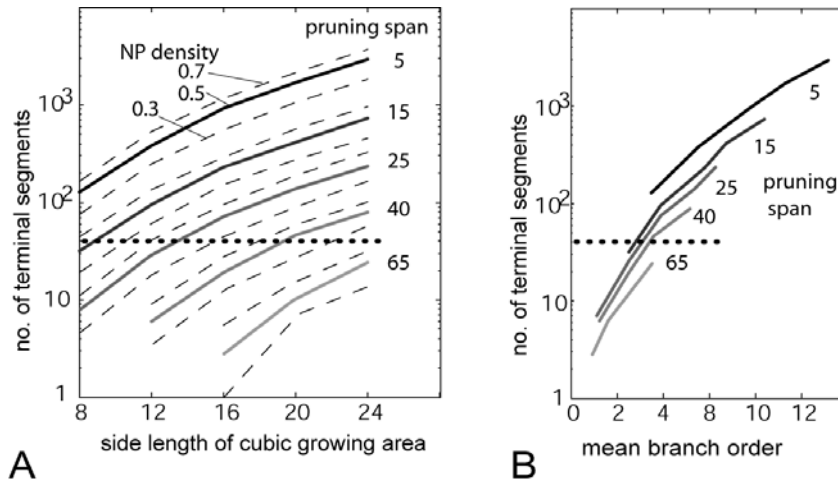 pruning span
NP density
0.7
0.5
0.3
5
15
25
40
65
10^3
10^2
10
1
8 12 16 20 24
no. of terminal segments
side length of cubic growing area
A
5
15
25
40
65
pruning
span
10^3
10^2
10
1
0 2 4 8 10 12
no. of terminal segments
mean branch order
B